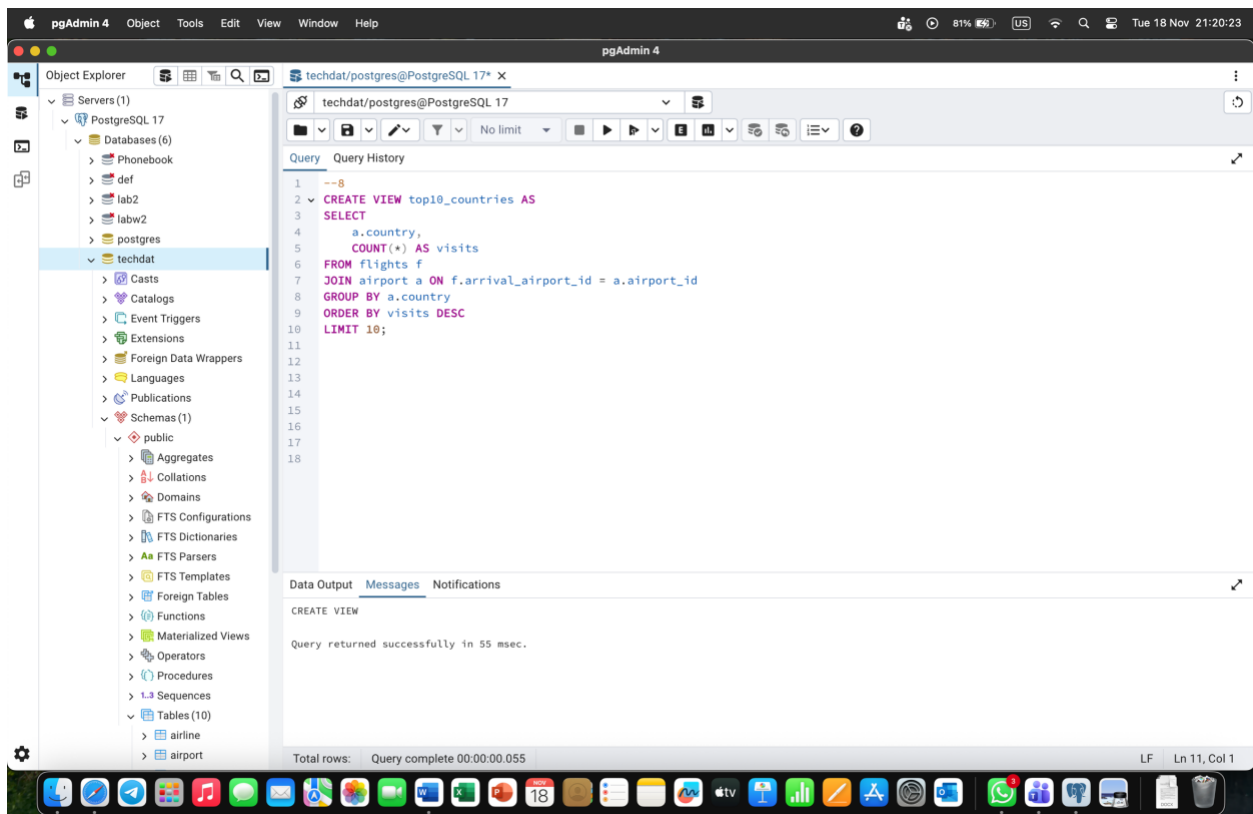 pgAdmin 4 Object Tools Edit View Window Help 81% US Tue 18 Nov 21:20:23
pgAdmin 4
Object Explorer
Servers (1)
PostgreSQL 17
Databases (6)
Phonebook
def
lab2
labw2
postgres
techdat
Casts
Catalogs
Event Triggers
Extensions
Foreign Data Wrappers
Languages
Publications
Schemas (1)
public
Aggregates
Collations
Domains
FTS Configurations
FTS Dictionaries
Aa FTS Parsers
FTS Templates
Foreign Tables
Functions
Materialized Views
Operators
Procedures
1..3 Sequences
Tables (10)
airline
airport
techdat/postgres@PostgreSQL 17*
techdat/postgres@PostgreSQL 17
No limit E
Query Query History
1 --8
2 CREATE VIEW top10_countries AS
3 SELECT
4 a.country,
5 COUNT(*) AS visits
6 FROM flights f
7 JOIN airport a ON f.arrival_airport_id = a.airport_id
8 GROUP BY a.country
9 ORDER BY visits DESC
10 LIMIT 10;
11
12
13
14
15
16
17
18
Data Output Messages Notifications
CREATE VIEW
Query returned successfully in 55 msec.
Total rows: Query complete 00:00:00.055 LF Ln 11, Col 1
NOV
18
tv
3
DOCX